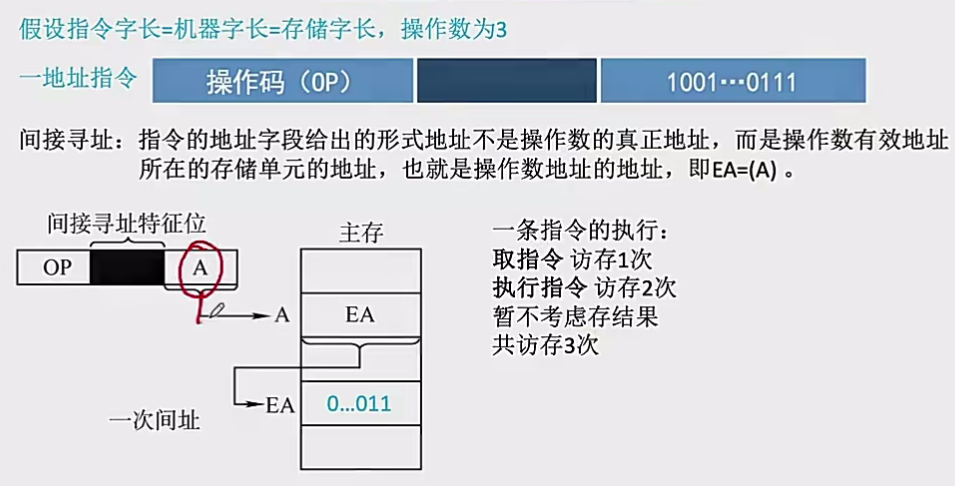 假设指令字长=机器字长=存储字长，操作数为3
一地址指令 操作码（OP） 1001…0111
间接寻址：指令的地址字段给出的形式地址不是操作数的真正地址，而是操作数有效地址
所在的存储单元的地址，也就是操作数地址的地址，即EA=(A) 。
间接寻址特征位
OP A
主存
A EA
EA 0…011
一次间址
一条指令的执行：
取指令 访存1次
执行指令 访存2次
暂不考虑存结果
共访存3次